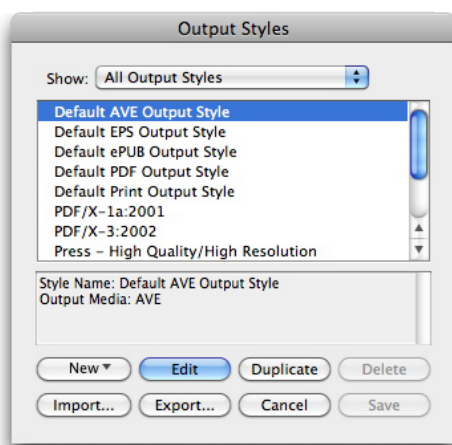 Output Styles
Show: All Output Styles
Default AVE Output Style
Default EPS Output Style
Default ePUB Output Style
Default PDF Output Style
Default Print Output Style
PDF/X-1a:2001
PDF/X-3:2002
Press – High Quality/High Resolution
Style Name: Default AVE Output Style
Output Media: AVE
New Edit Duplicate Delete
Import... Export... Cancel Save